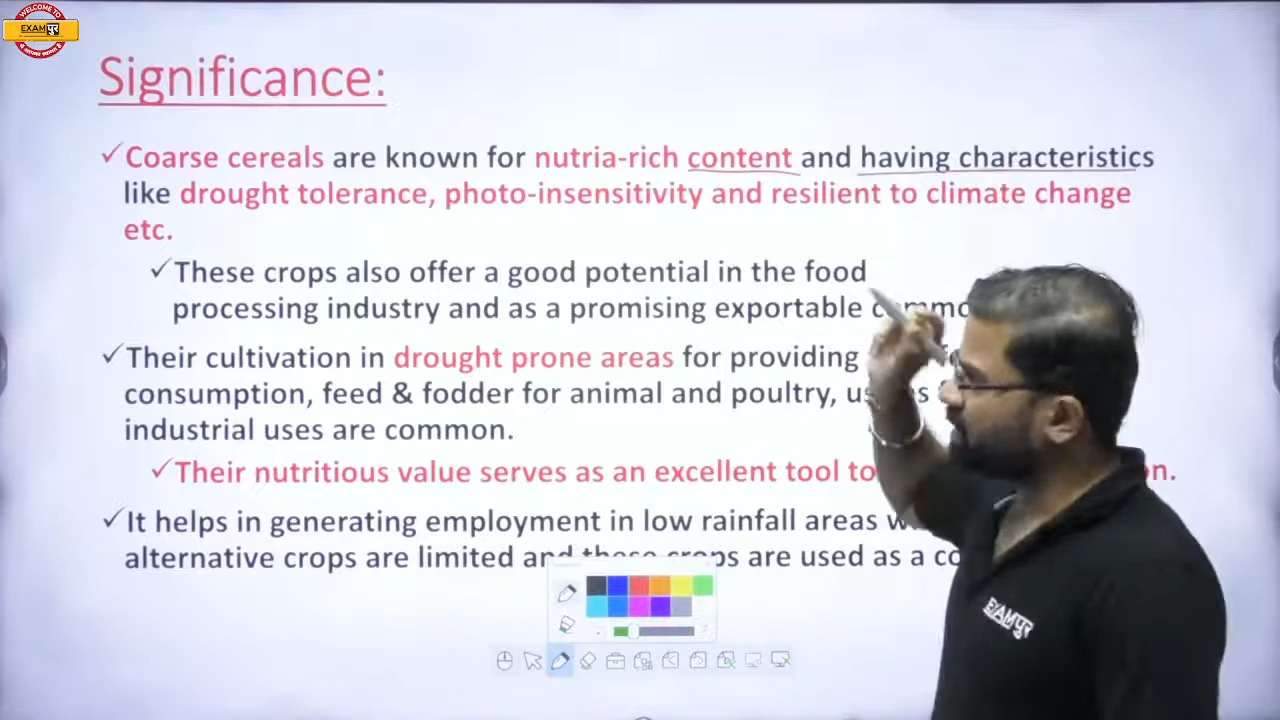 WELCOME TO
EXAMपुर
Significance:
✓Coarse cereals are known for nutria-rich content and having characteristics
like drought tolerance, photo-insensitivity and resilient to climate change
etc.
✓These crops also offer a good potential in the food
processing industry and as a promising exportable
✓Their cultivation in drought prone areas for providing
consumption, feed & fodder for animal and poultry,
industrial uses are common.
✓Their nutritious value serves as an excellent tool to
✓It helps in generating employment in low rainfall areas
alternative crops are limited and these crops are used as a
EXAMपुर